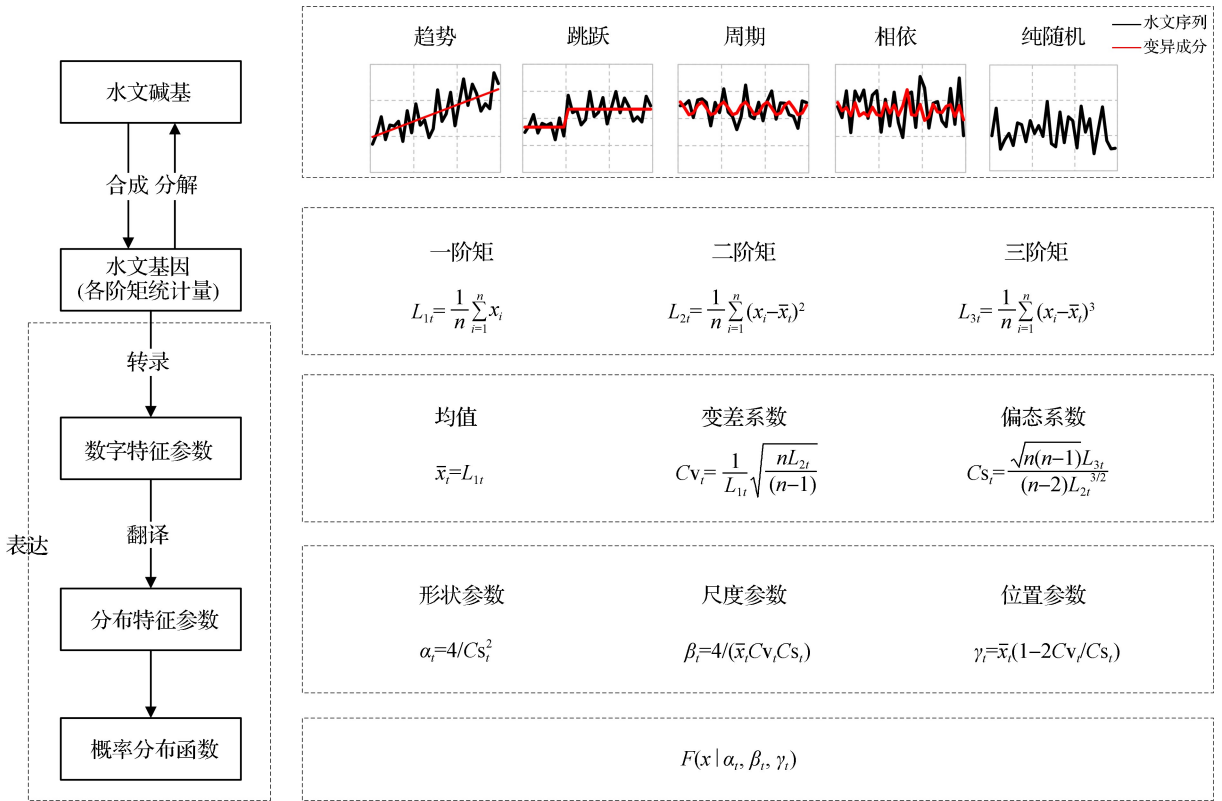 水文碱基
合成 分解
水文基因
(各阶矩统计量)
转录
数字特征参数
翻译
表达
分布特征参数
概率分布函数
趋势 跳跃 周期 相依 纯随机
水文序列
变异成分
一阶矩 二阶矩 三阶矩
L₁ₜ=1/n ∑ⁿᵢ₌₁ xᵢ L₂ₜ=1/n ∑ⁿᵢ₌₁ (xᵢ−x̄ₜ)² L₃ₜ=1/n ∑ⁿᵢ₌₁ (xᵢ−x̄ₜ)³
均值 变差系数 偏态系数
x̄ₜ=L₁ₜ Cvₜ=1/L₁ₜ √(nL₂ₜ/(n−1)) Csₜ=√n(n−1)L₃ₜ/(n−2)L₂ₜ^3/2
形状参数 尺度参数 位置参数
αₜ=4/Csₜ² βₜ=4/(x̄ₜCvₜCsₜ) γₜ=x̄ₜ(1−2Cvₜ/Csₜ)
F(x|αₜ, βₜ, γₜ)